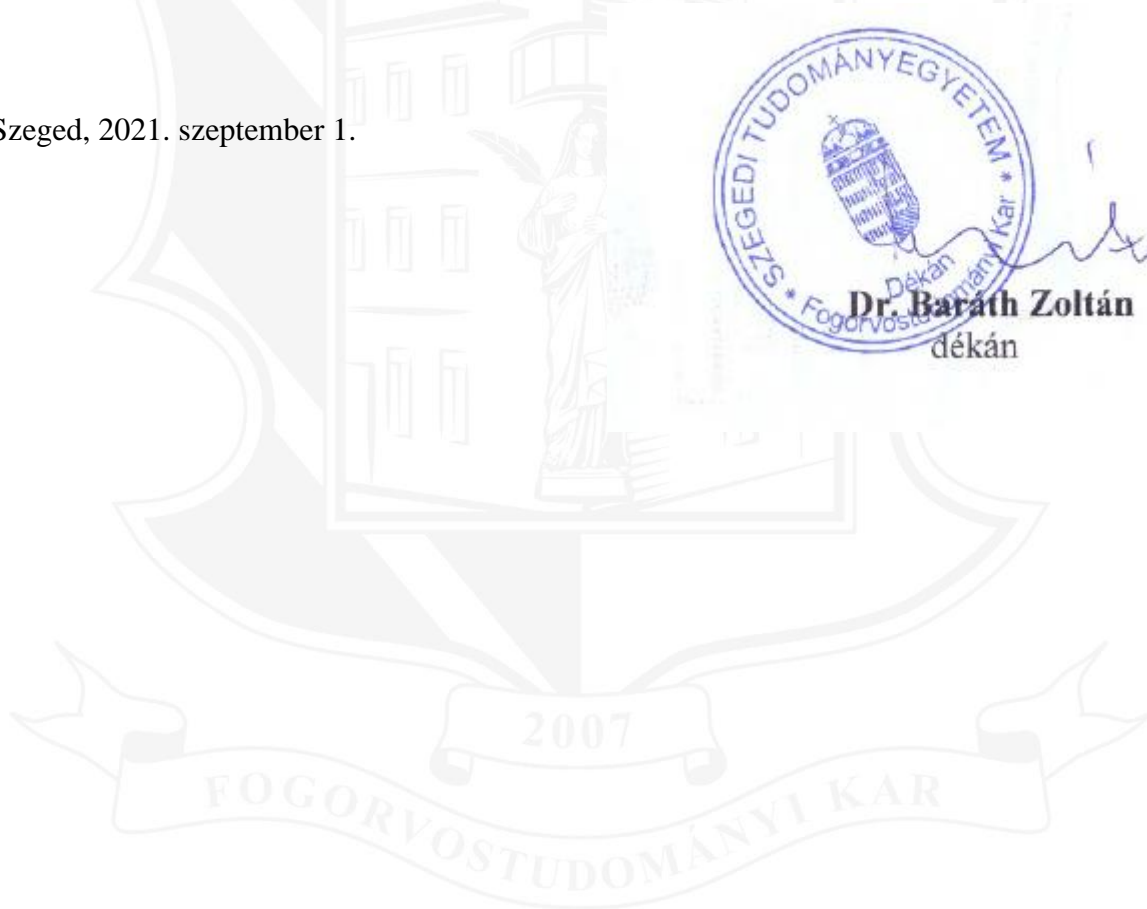 Szeged, 2021. szeptember 1.
SZEGEDI TUDOMÁNYEGYETEM * Fogorvostudományi Kar *
Dékán
Dr. Baráth Zoltán
dékán
2007
FOGORVOSTUDOMÁNYI KAR